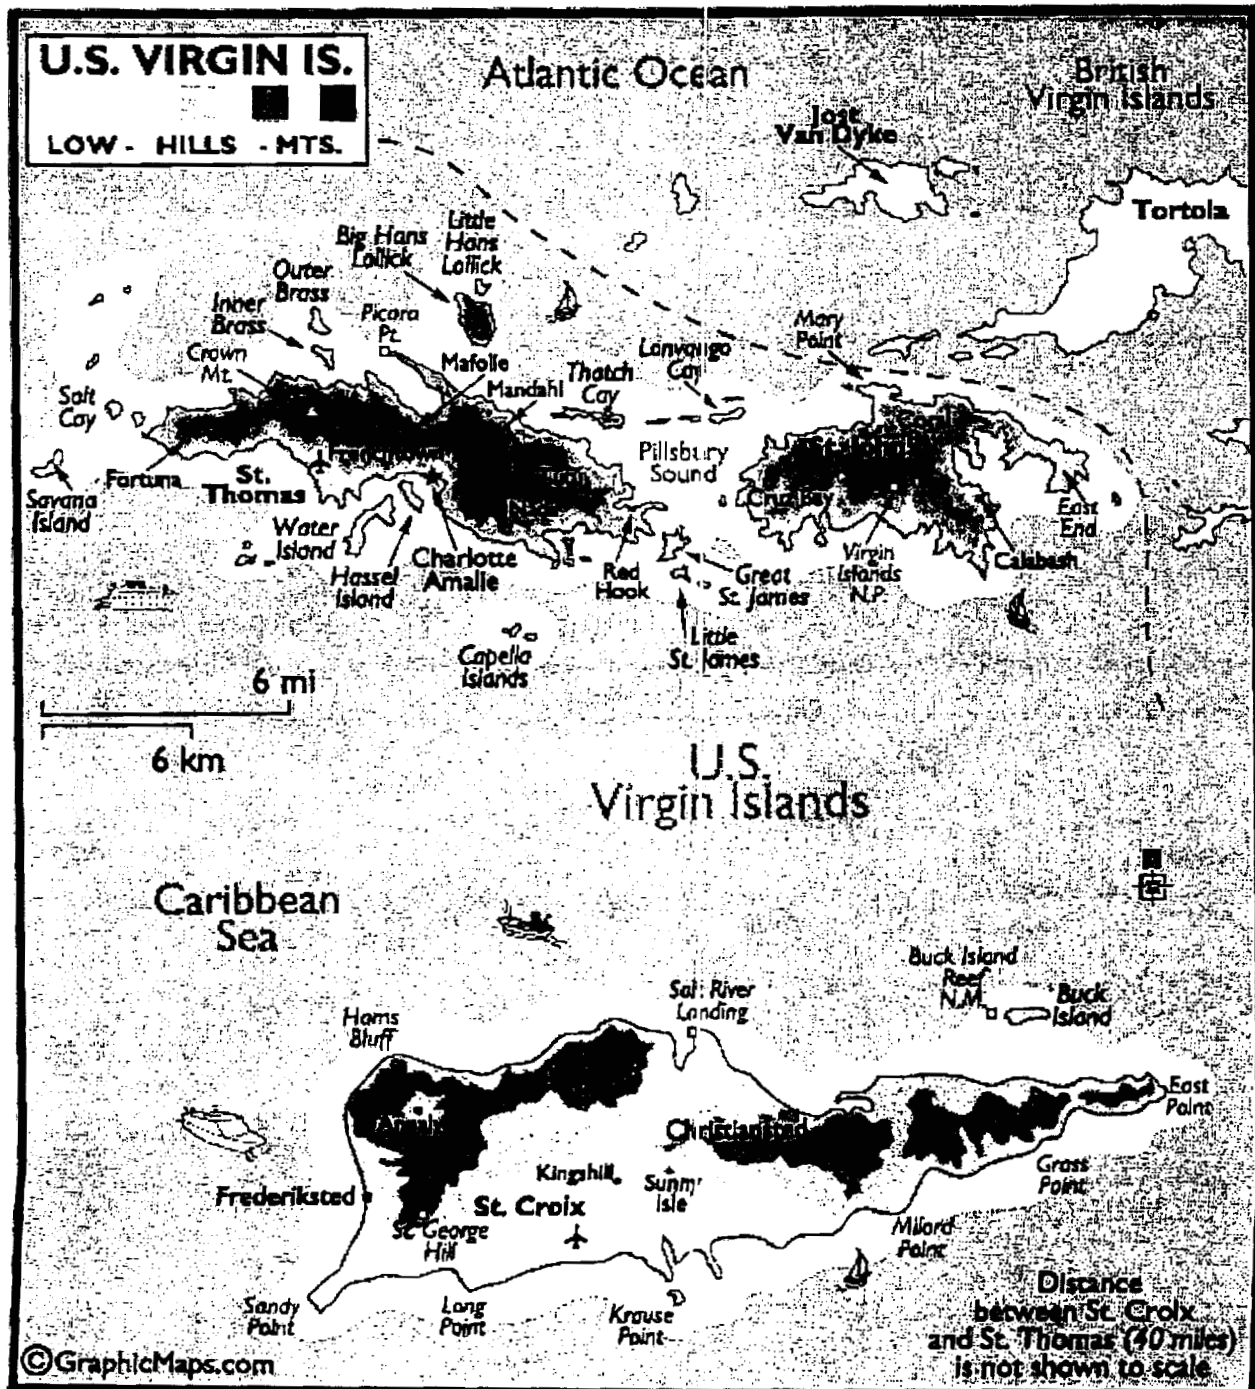 U.S. VIRGIN IS.
LOW - HILLS - MTS.
Atlantic Ocean
British
Virgin Islands
Jost
Van Dyke
Tortola
Little
Hans
Lollick
Big Hans
Lollick
Outer
Brass
Inner
Brass
Picara
Pt.
Crown
Mt.
Mafolie
Mandahl
Thatch
Cay
Cay
Mary
Point
Salt
Cay
Pillsbury
Sound
Savana
Island
Fortuna
St.
Thomas
Frenchtown
Water
Island
Hassel
Island
Charlotte
Amalie
Red
Hook
Great
St. James
Little
St. James
Cruz Bay
Virgin
Islands
N.P.
Calabash
East
End
Capella
Islands
6 mi
6 km
U.S.
Virgin Islands
Caribbean
Sea
Buck Island
Reef
N.M.
Buck
Island
Salt River
Landing
Hams
Bluff
East
Point
Christiansted
Kingshill
Isle
Grass
Point
Frederiksted
St. Croix
St. George
Hill
Milord
Point
Sandy
Point
Long
Point
Krause
Point
Distance
between St. Croix
and St. Thomas (40 miles)
is not shown to scale
©GraphicMaps.com